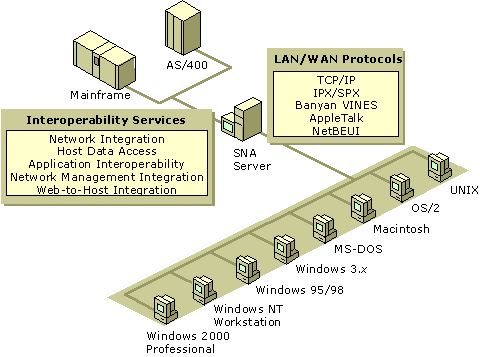 AS/400
Mainframe
LAN/WAN Protocols
TCP/IP
IPX/SPX
Banyan VINES
AppleTalk
NetBEUI
Interoperability Services
Network Integration
Host Data Access
Application Interoperability
Network Management Integration
Web-to-Host Integration
SNA
Server
UNIX
OS/2
Macintosh
MS-DOS
Windows 3.x
Windows 95/98
Windows NT
Workstation
Windows 2000
Professional